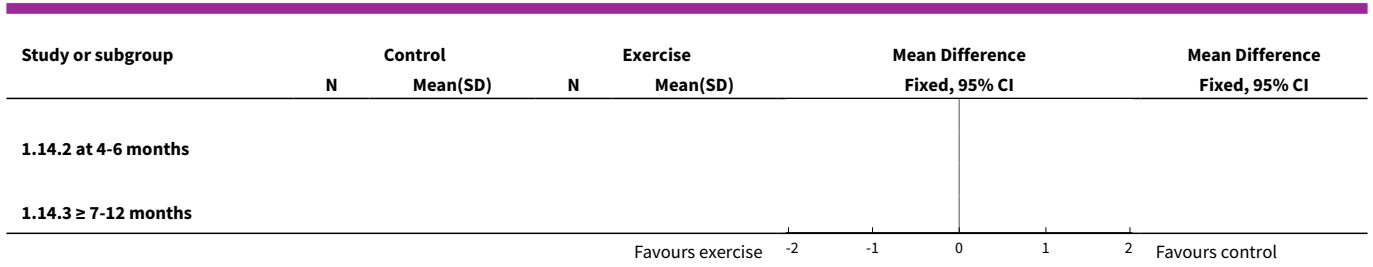 Study or subgroup Control Exercise Mean Difference Mean Difference
N Mean(SD) N Mean(SD) Fixed, 95% CI Fixed, 95% CI
1.14.2 at 4-6 months
1.14.3 ≥ 7-12 months
Favours exercise -2 -1 0 1 2 Favours control